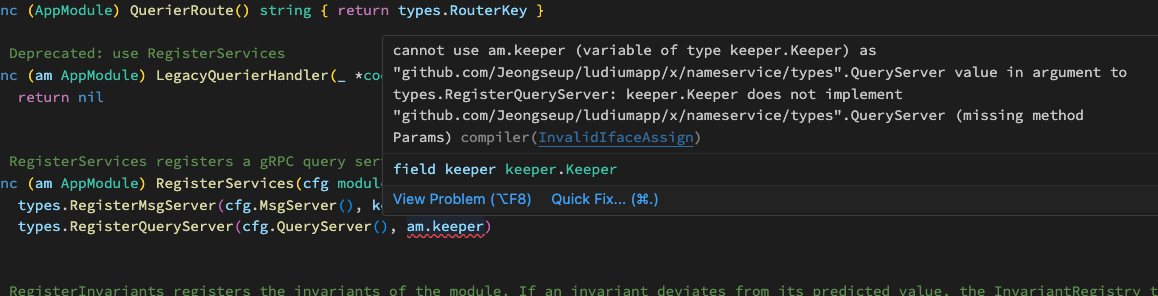 nc (AppModule) QuerierRoute() string { return types.RouterKey }
Deprecated: use RegisterServices
nc (am AppModule) LegacyQuerierHandler(_ *co
return nil
cannot use am.keeper (variable of type keeper.Keeper) as
"github.com/Jeongseup/ludiumapp/x/nameservice/types".QueryServer value in argument to
types.RegisterQueryServer: keeper.Keeper does not implement
"github.com/Jeongseup/ludiumapp/x/nameservice/types".QueryServer (missing method
Params) compiler(InvalidIfaceAssign)
field keeper keeper.Keeper
View Problem (⌥F8) Quick Fix... (⌘.)
RegisterServices registers a gRPC query ser
nc (am AppModule) RegisterServices(cfg modul
types.RegisterMsgServer(cfg.MsgServer(), k
types.RegisterQueryServer(cfg.QueryServer(), am.keeper)
RegisterInvariants registers the invariants of the module. If an invariant deviates from its predicted value, the InvariantRegistry t